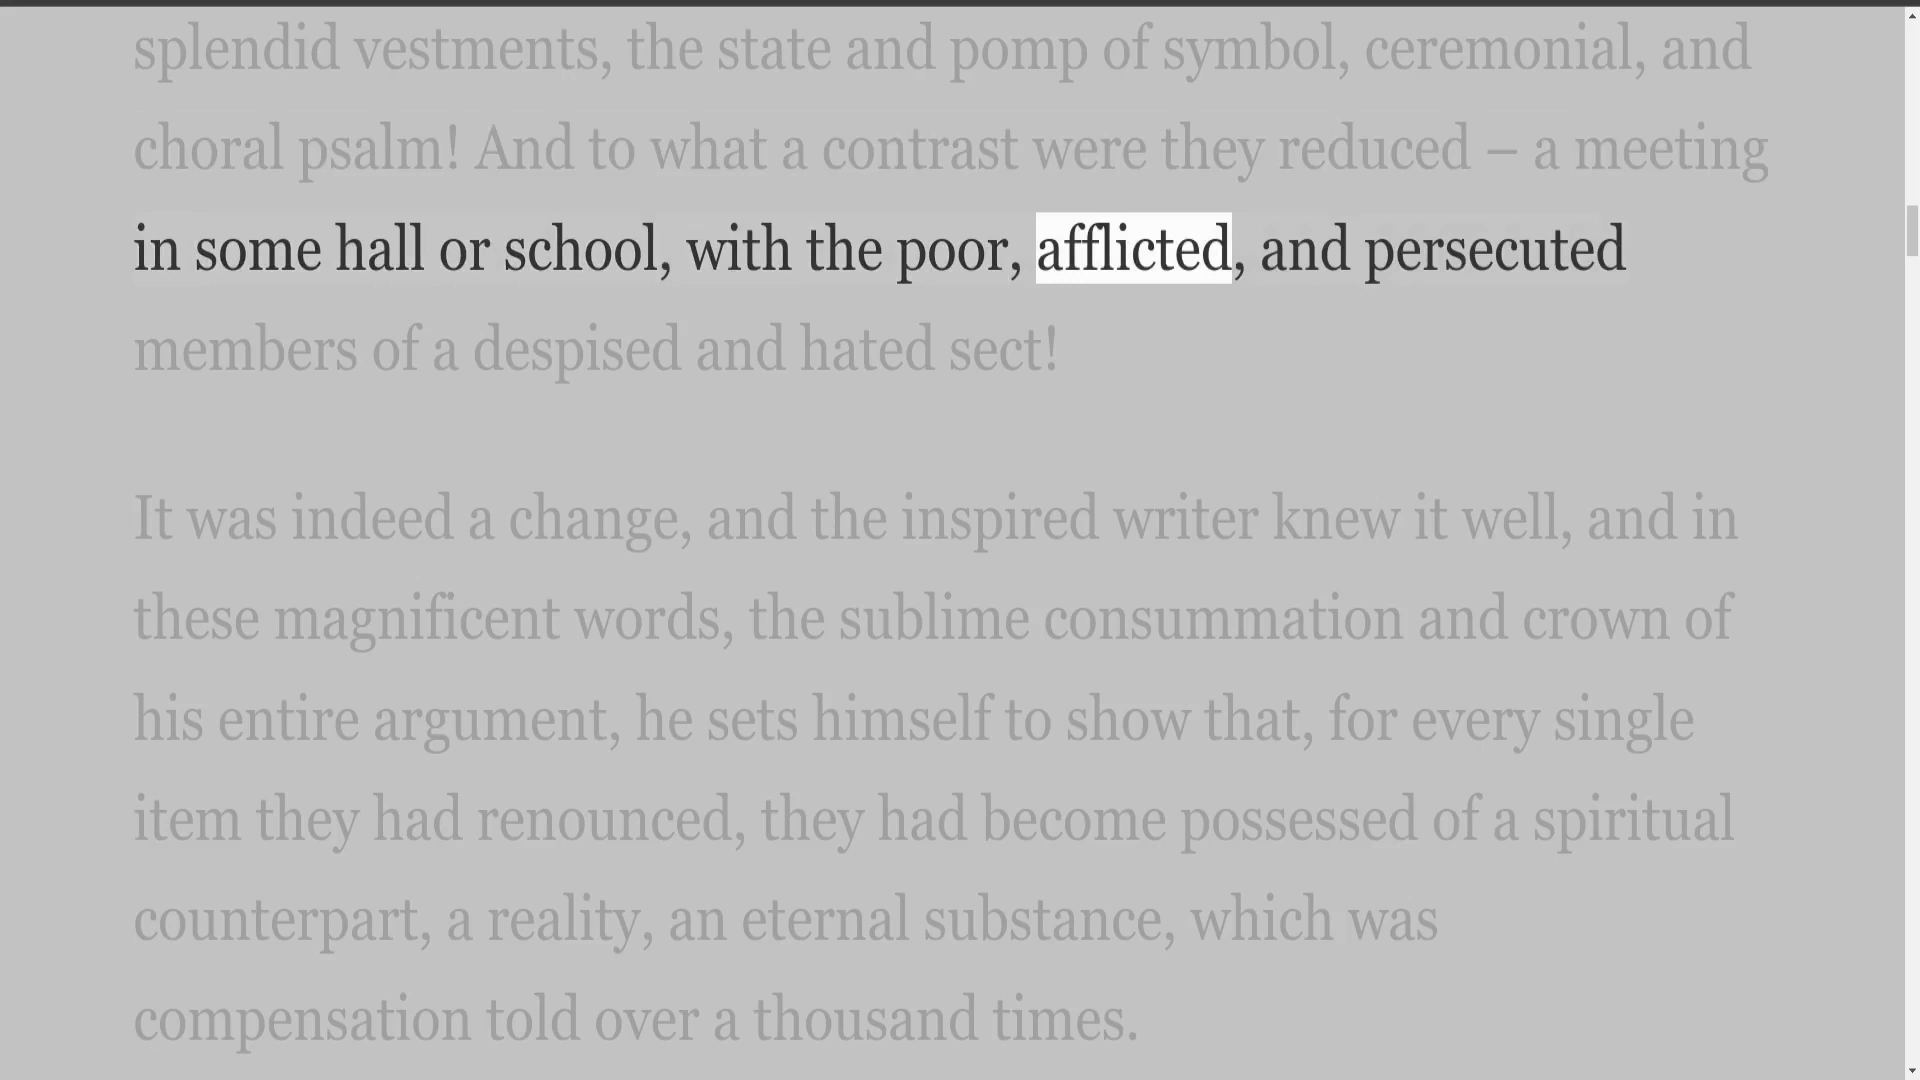 splendid vestments, the state and pomp of symbol, ceremonial, and
choral psalm! And to what a contrast were they reduced – a meeting
in some hall or school, with the poor, afflicted, and persecuted
members of a despised and hated sect!
It was indeed a change, and the inspired writer knew it well, and in
these magnificent words, the sublime consummation and crown of
his entire argument, he sets himself to show that, for every single
item they had renounced, they had become possessed of a spiritual
counterpart, a reality, an eternal substance, which was
compensation told over a thousand times.